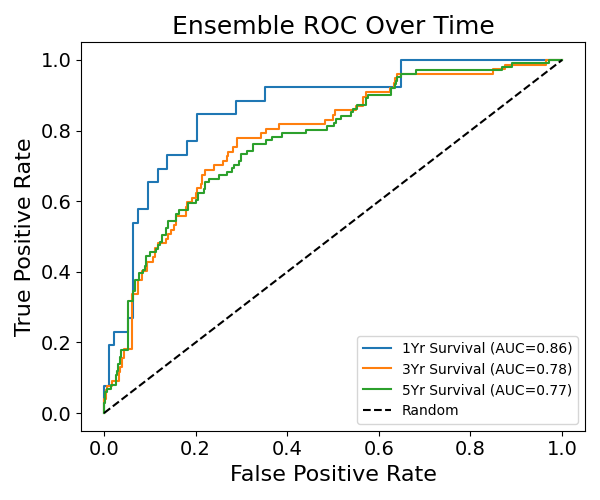 Ensemble ROC Over Time
True Positive Rate
1.0
0.8
0.6
0.4
0.2
0.0
0.0 0.2 0.4 0.6 0.8 1.0
False Positive Rate
1Yr Survival (AUC=0.86)
3Yr Survival (AUC=0.78)
5Yr Survival (AUC=0.77)
Random